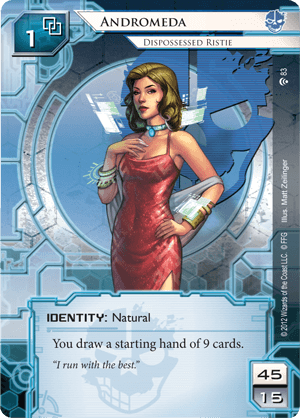 ANDROMEDA
DISPOSSESSED RISTIE
1
83
Illus. Matt Zeilinger
© 2012 Wizards of the Coast LLC. © FFG
IDENTITY: Natural
You draw a starting hand of 9 cards.
“I run with the best.”
45
15